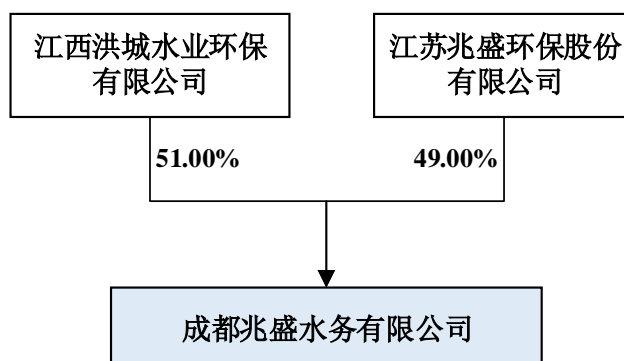 江西洪城水业环保
有限公司
江苏兆盛环保股份
有限公司
51.00%
49.00%
成都兆盛水务有限公司